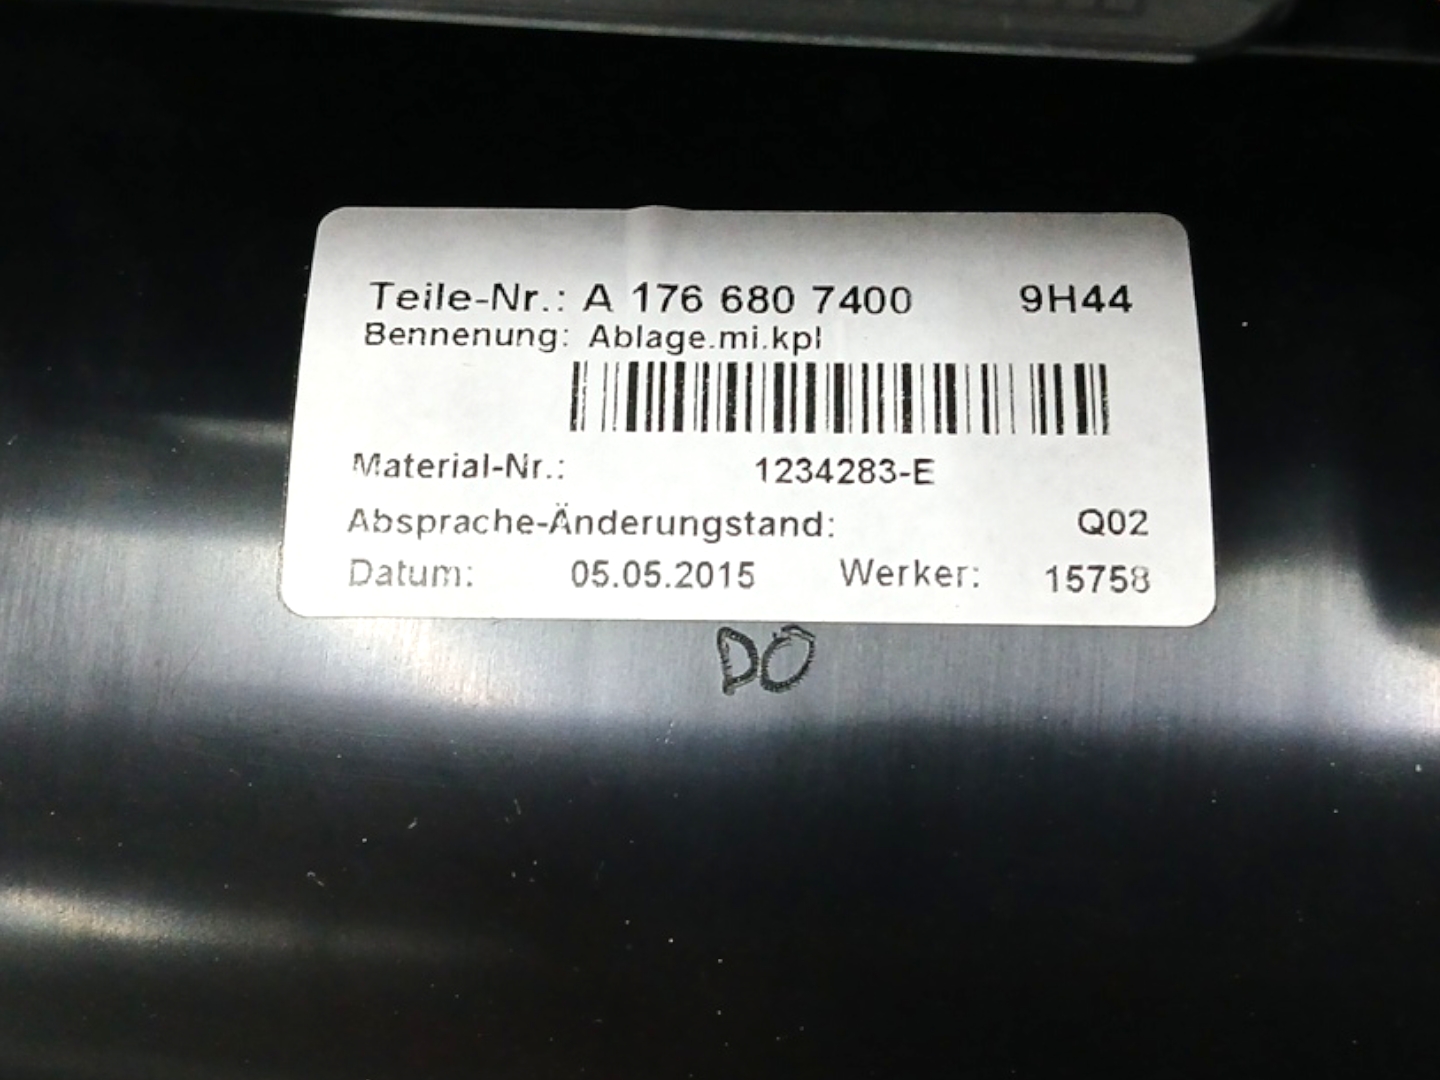 Teile-Nr.: A 176 680 7400 9H44
Bennenung: Ablage.mi.kpl
Material-Nr.: 1234283-E
Absprache-Änderungstand: Q02
Datum: 05.05.2015 Werker: 15758
DO